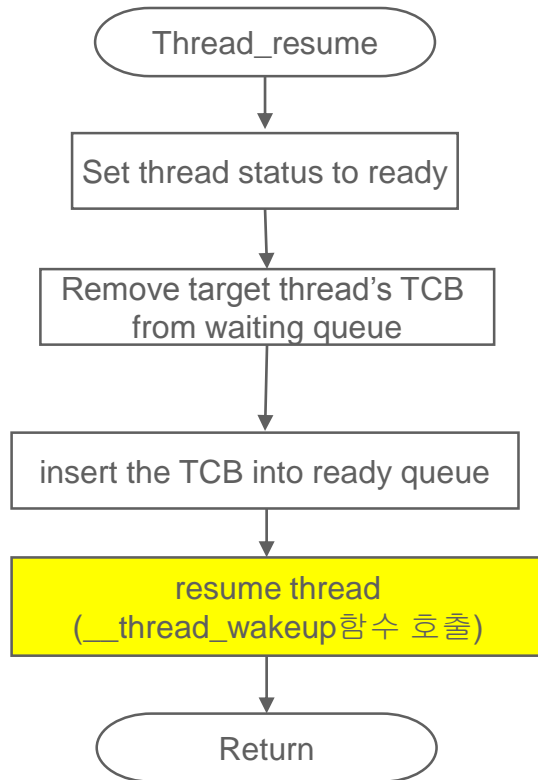 Thread_resume
Set thread status to ready
Remove target thread's TCB
from waiting queue
insert the TCB into ready queue
resume thread
(__thread_wakeup함수 호출)
Return